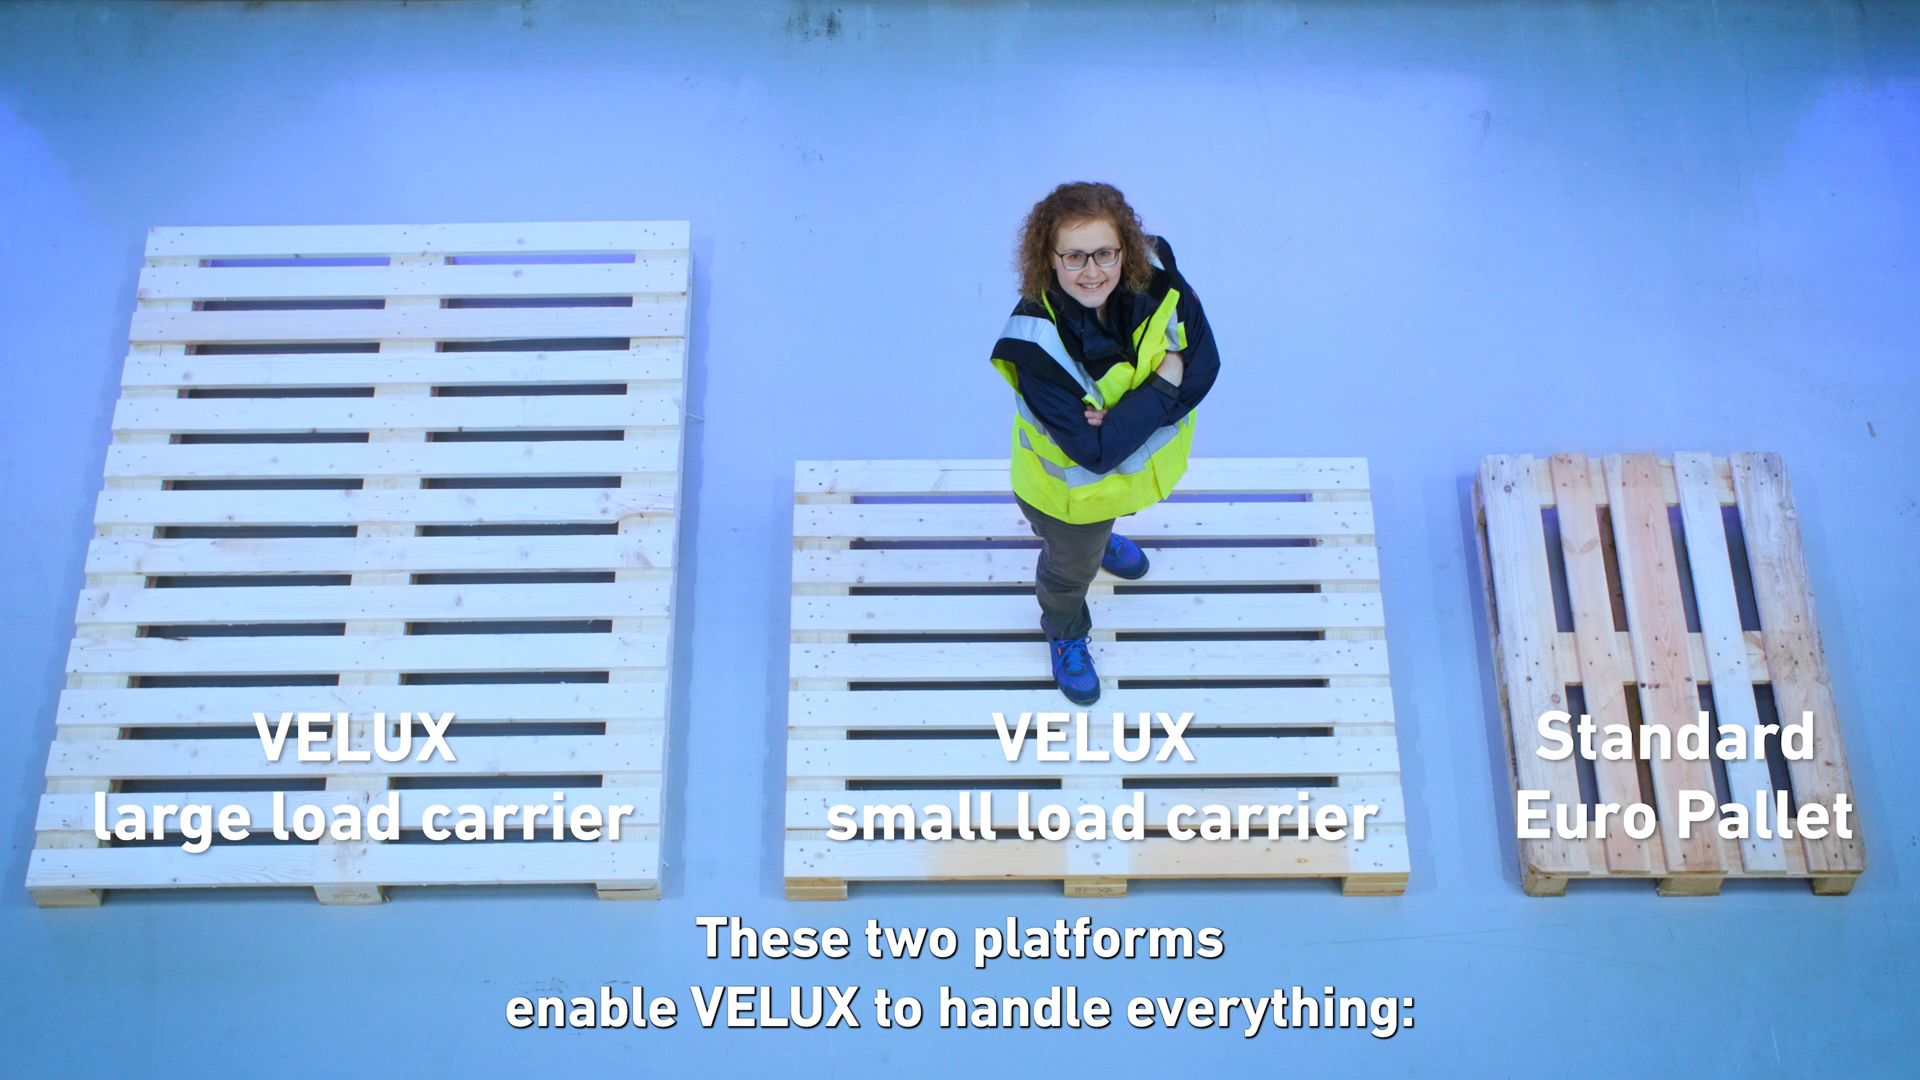 VELUX
large load carrier
VELUX
small load carrier
Standard
Euro Pallet
These two platforms
enable VELUX to handle everything: